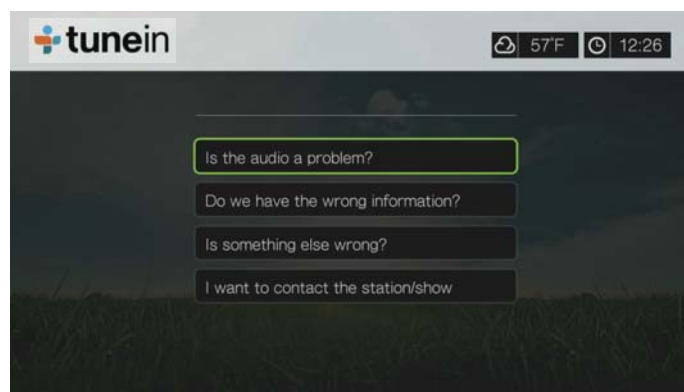 tunein
57°F 12:26
Is the audio a problem?
Do we have the wrong information?
Is something else wrong?
I want to contact the station/show